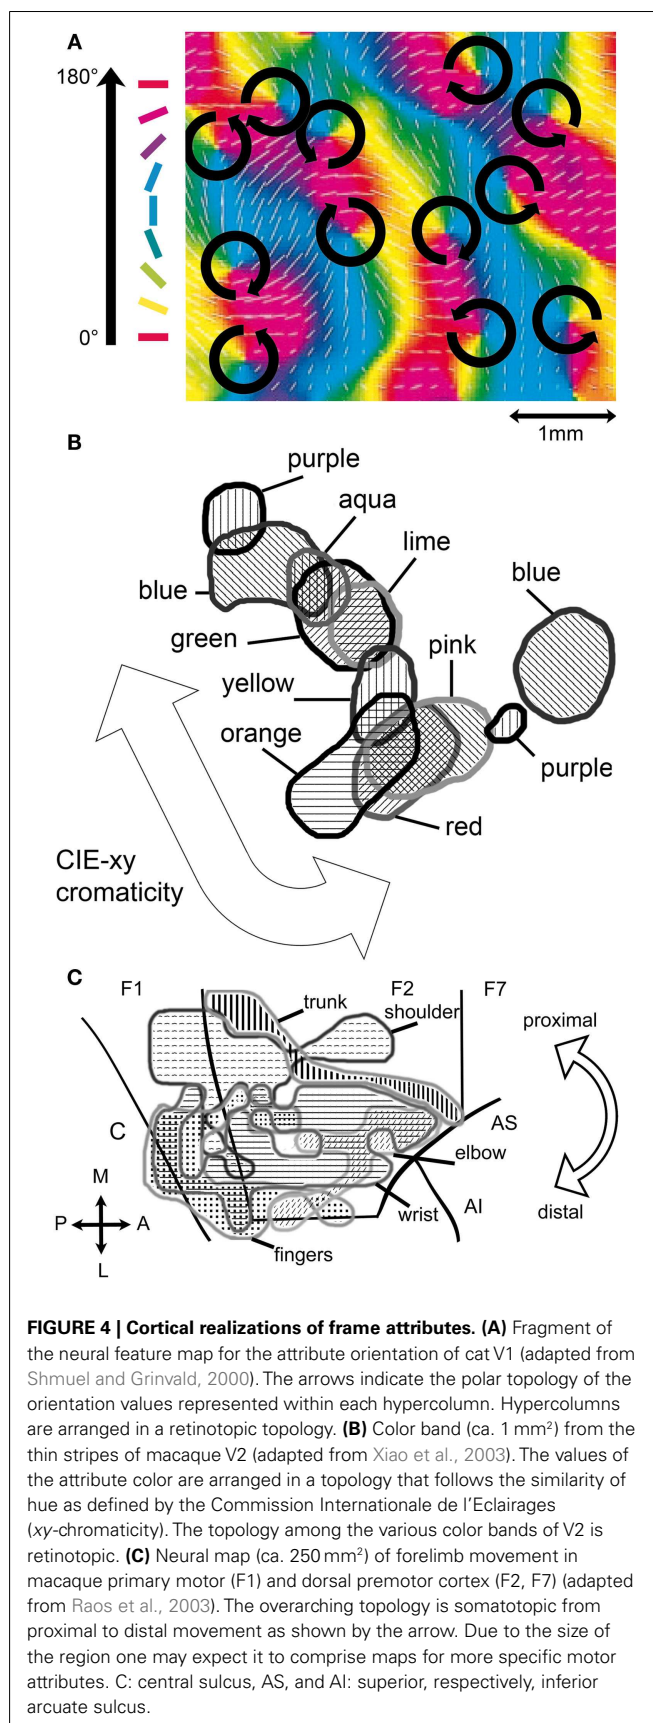 A
180°
0°
1mm
B
purple
aqua
lime
blue
blue
green
pink
yellow
orange
purple
red
CIE-xy
cromaticity
C
F1
F2
F7
trunk
shoulder
proximal
C
AS
elbow
M
P
A
wrist
AI
distal
L
fingers
FIGURE 4 | Cortical realizations of frame attributes. (A) Fragment of
the neural feature map for the attribute orientation of cat V1 (adapted from
Shmuel and Grinvald, 2000). The arrows indicate the polar topology of the
orientation values represented within each hypercolumn. Hypercolumns
are arranged in a retinotopic topology. (B) Color band (ca. 1 mm²) from the
thin stripes of macaque V2 (adapted from Xiao et al., 2003). The values of
the attribute color are arranged in a topology that follows the similarity of
hue as defined by the Commission Internationale de l'Eclairages
(xy-chromaticity). The topology among the various color bands of V2 is
retinotopic. (C) Neural map (ca. 250 mm²) of forelimb movement in
macaque primary motor (F1) and dorsal premotor cortex (F2, F7) (adapted
from Raos et al., 2003). The overarching topology is somatotopic from
proximal to distal movement as shown by the arrow. Due to the size of
the region one may expect it to comprise maps for more specific motor
attributes. C: central sulcus, AS, and AI: superior, respectively, inferior
arcuate sulcus.